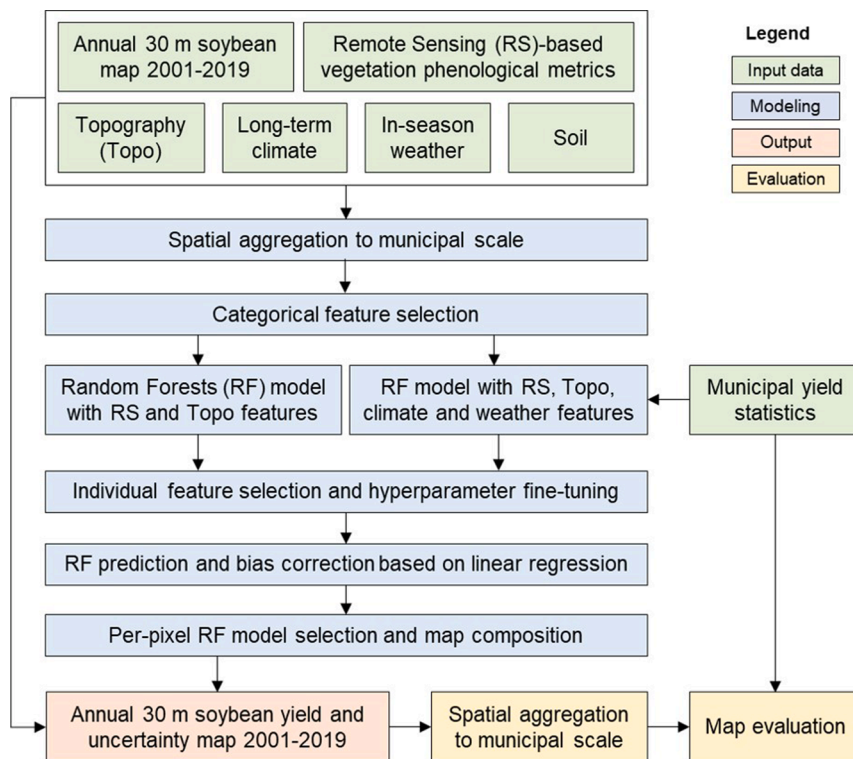 Annual 30 m soybean
map 2001-2019
Remote Sensing (RS)-based
vegetation phenological metrics
Topography
(Topo)
Long-term
climate
In-season
weather
Soil
Legend
Input data
Modeling
Output
Evaluation
Spatial aggregation to municipal scale
Categorical feature selection
Random Forests (RF) model
with RS and Topo features
RF model with RS, Topo,
climate and weather features
Municipal yield
statistics
Individual feature selection and hyperparameter fine-tuning
RF prediction and bias correction based on linear regression
Per-pixel RF model selection and map composition
Annual 30 m soybean yield and
uncertainty map 2001-2019
Spatial aggregation
to municipal scale
Map evaluation